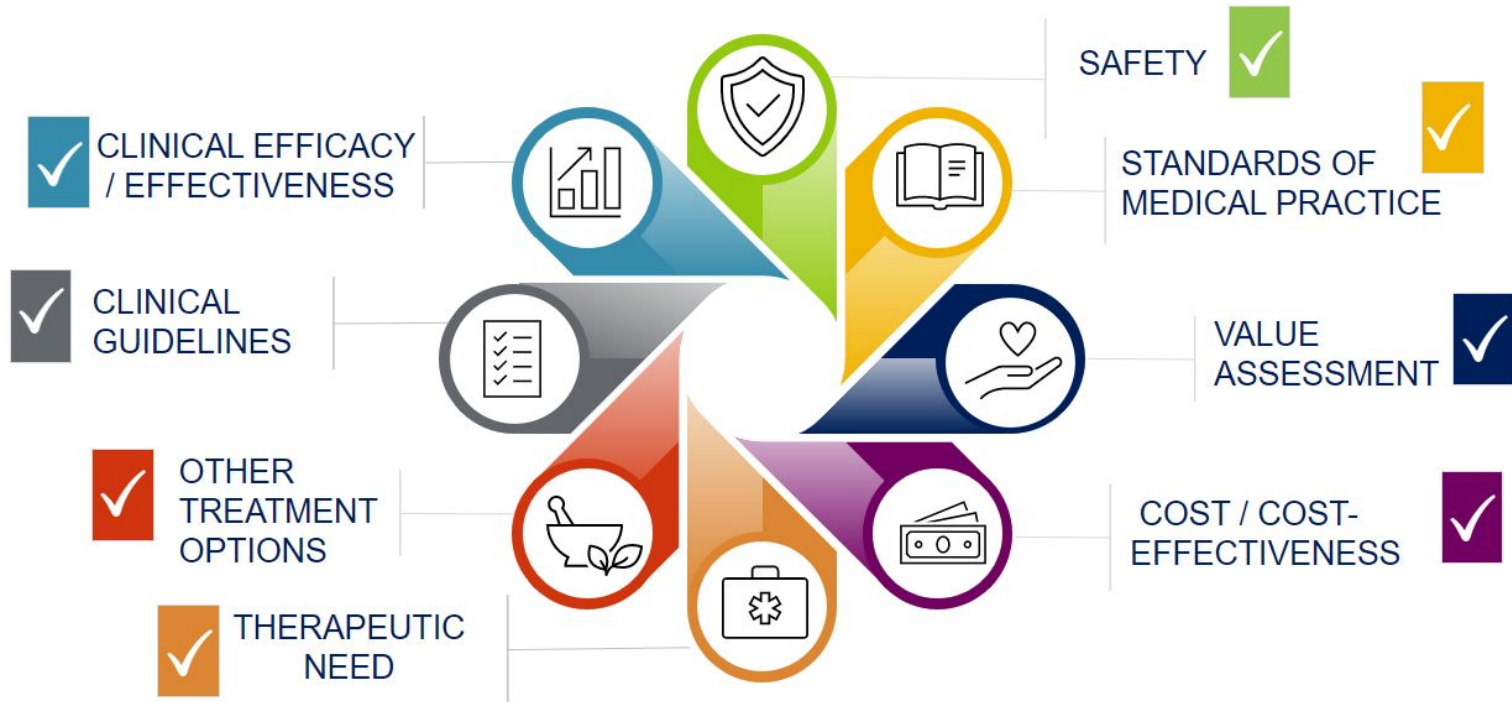 SAFETY
STANDARDS OF
MEDICAL PRACTICE
VALUE
ASSESSMENT
COST / COST-
EFFECTIVENESS
THERAPEUTIC
NEED
OTHER
TREATMENT
OPTIONS
CLINICAL
GUIDELINES
CLINICAL EFFICACY
/ EFFECTIVENESS